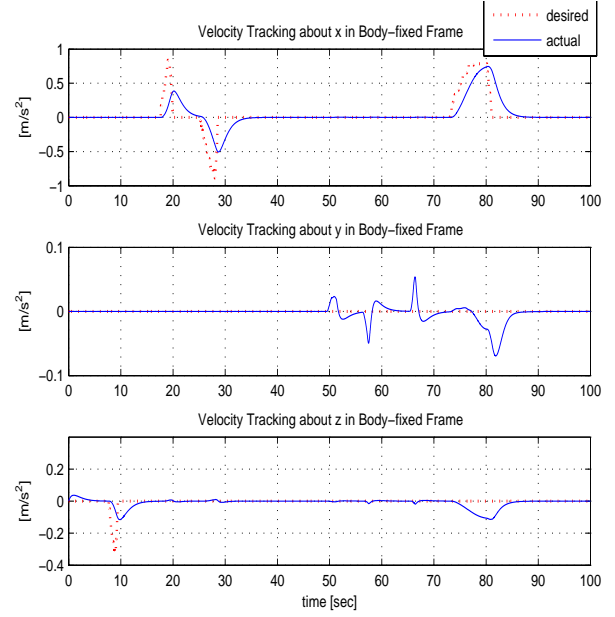 desired
actual
Velocity Tracking about x in Body−fixed Frame
1
0.5
0
−0.5
−1
[m/s²]
0 10 20 30 40 50 60 70 80 90 100
Velocity Tracking about y in Body−fixed Frame
0.1
0
−0.1
[m/s²]
0 10 20 30 40 50 60 70 80 90 100
Velocity Tracking about z in Body−fixed Frame
0.4
0.2
0
−0.2
−0.4
[m/s²]
0 10 20 30 40 50 60 70 80 90 100
time [sec]